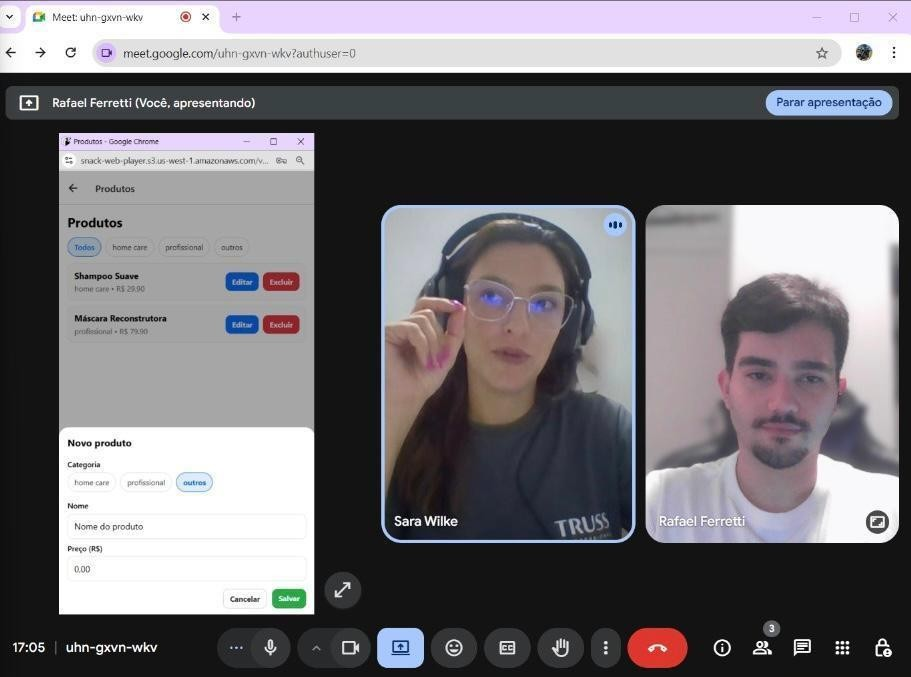 Meet: uhn-gxvn-wkv
meet.google.com/uhn-gxvn-wkv?authuser=0
Rafael Ferretti (Você, apresentando)
Parar apresentação
Produtos - Google Chrome
snack-web-player.s3.us-west-1.amazonaws.com/v...
Produtos
Produtos
Todos home care profissional outros
Shampoo Suave
home care • R$ 29.90
Editar Excluir
Máscara Reconstrutora
profissional • R$ 79.90
Editar Excluir
Novo produto
Categoria
home care profissional outros
Nome
Nome do produto
Preço (R$)
0,00
Cancelar Salvar
TRUSS
Sara Wilke
Rafael Ferretti
17:05 | uhn-gxvn-wkv
3